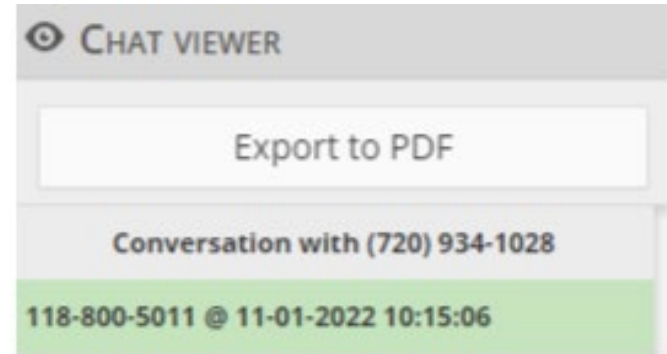 CHAT VIEWER
Export to PDF
Conversation with (720) 934-1028
118-800-5011 @ 11-01-2022 10:15:06